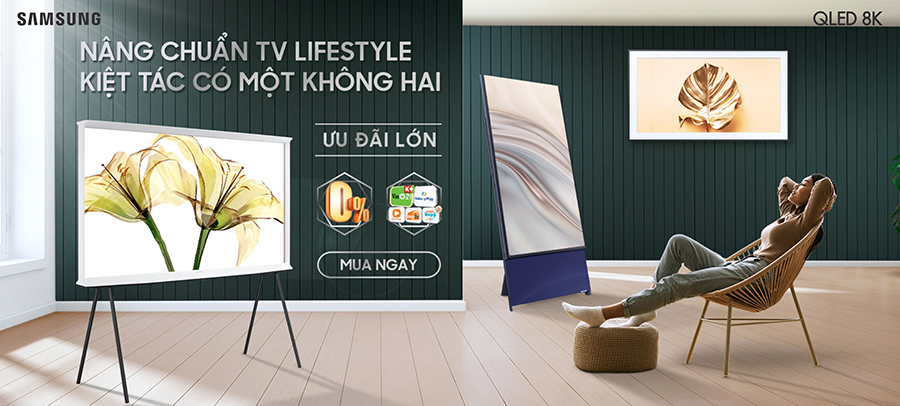 SAMSUNG
QLED 8K
NÂNG CHUẨN TV LIFESTYLE
KIỆT TÁC CÓ MỘT KHÔNG HAI
ƯU ĐÃI LỚN
0%
K+
ON
MUA NGAY